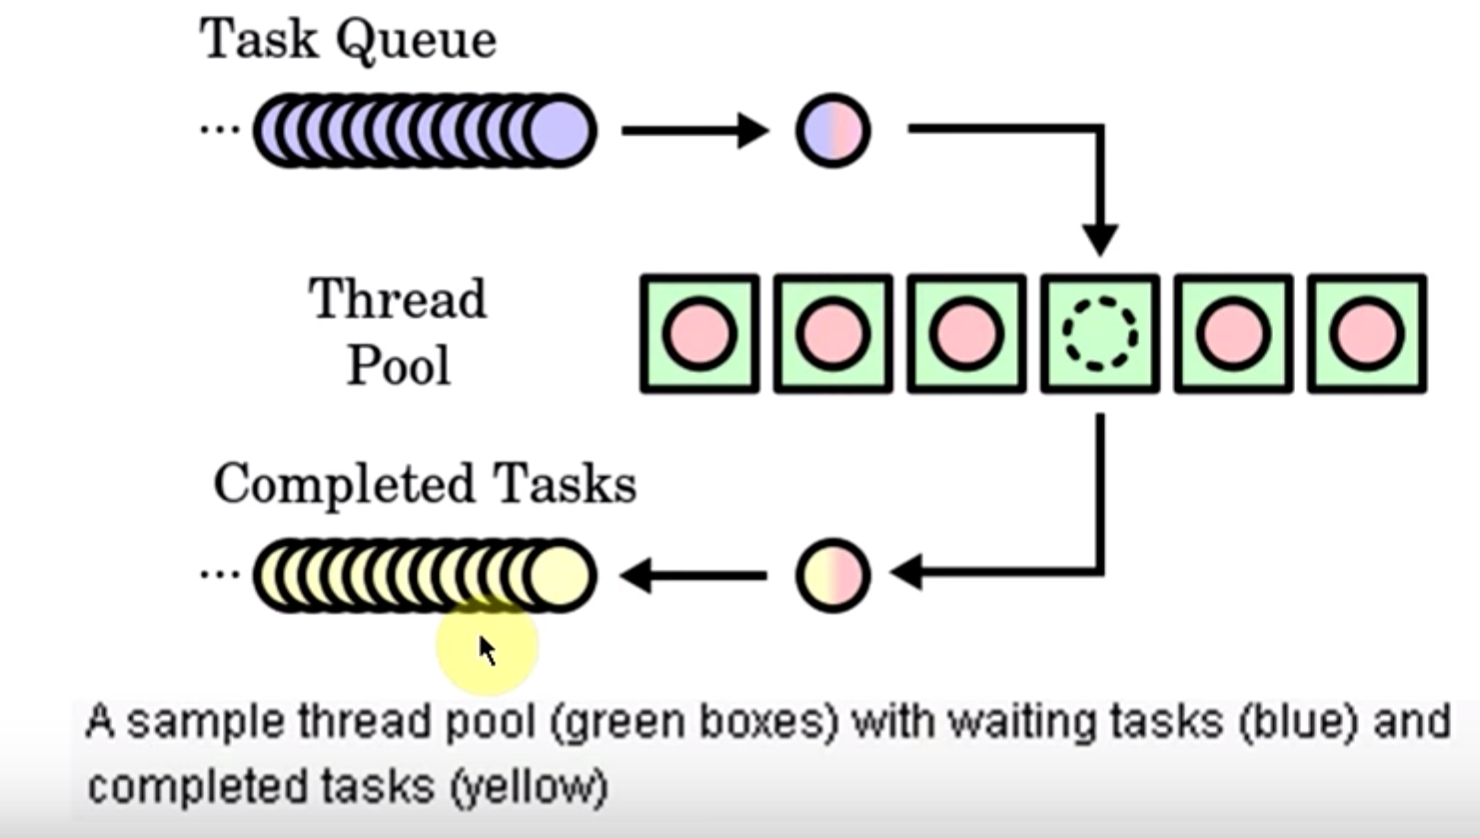 Task Queue
...
Thread
Pool
Completed Tasks
...
A sample thread pool (green boxes) with waiting tasks (blue) and
completed tasks (yellow)